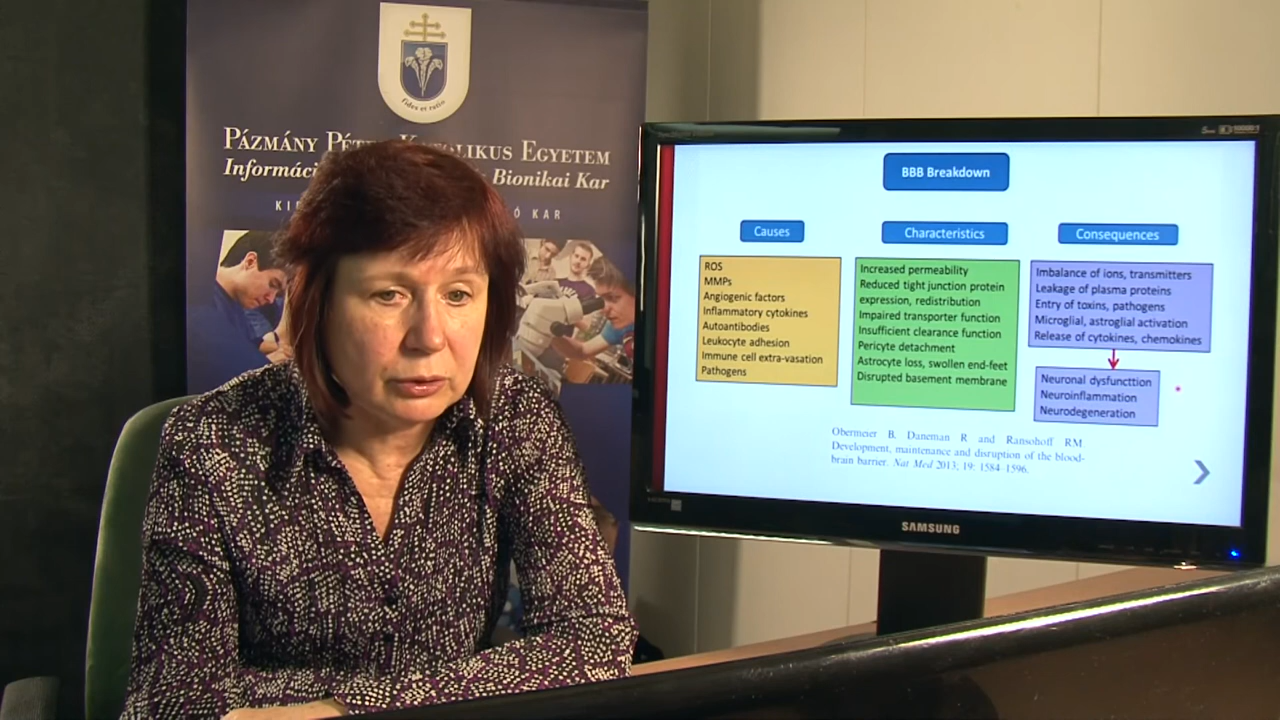 fides et ratio
PÁZMÁNY KATOLIKUS EGYETEM
Bionikai Kar
KAR
BBB Breakdown
Causes
ROS
MMPs
Angiogenic factors
Inflammatory cytokines
Autoantibodies
Leukocyte adhesion
Immune cell extra-vasation
Pathogens
Characteristics
Increased permeability
Reduced tight junction protein
expression, redistribution
Impaired transporter function
Insufficient clearance function
Pericyte detachment
Astrocyte loss, swollen end-feet
Disrupted basement membrane
Consequences
Imbalance of ions, transmitters
Leakage of plasma proteins
Entry of toxins, pathogens
Microglial, astroglial activation
Release of cytokines, chemokines
Neuronal dysfuncttion
Neuroinflammation
Neurodegeneration
Obermeier B, Daneman R and Ransohoff RM.
Development, maintenance and disruption of the blood-
brain barrier. Nat Med 2013; 19: 1584–1596.
SAMSUNG